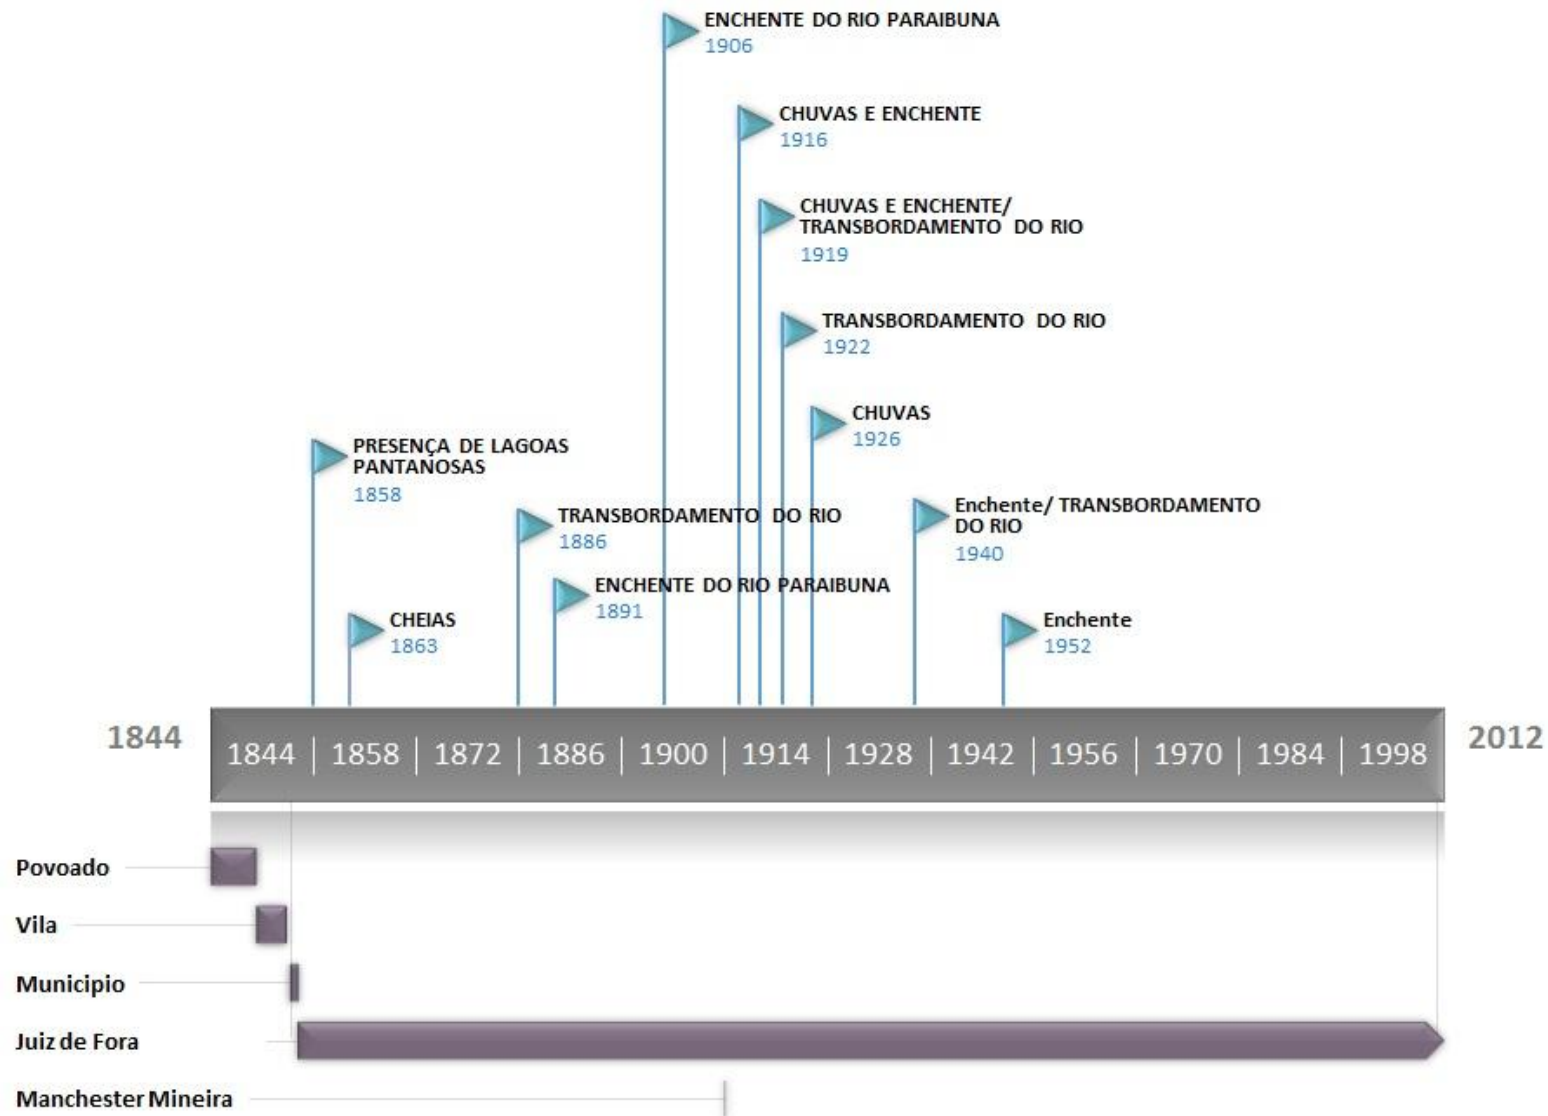 ENCHENTE DO RIO PARAIBUNA
1906
CHUVAS E ENCHENTE
1916
CHUVAS E ENCHENTE/
TRANSBORDAMENTO DO RIO
1919
TRANSBORDAMENTO DO RIO
1922
CHUVAS
1926
PRESENÇA DE LAGOAS
PANTANOSAS
1858
Enchente/ TRANSBORDAMENTO
DO RIO
1940
TRANSBORDAMENTO DO RIO
1886
ENCHENTE DO RIO PARAIBUNA
1891
CHEIAS
1863
Enchente
1952
1844
1844 1858 1872 1886 1900 1914 1928 1942 1956 1970 1984 1998
2012
Povoado
Vila
Municipio
Juiz de Fora
Manchester Mineira